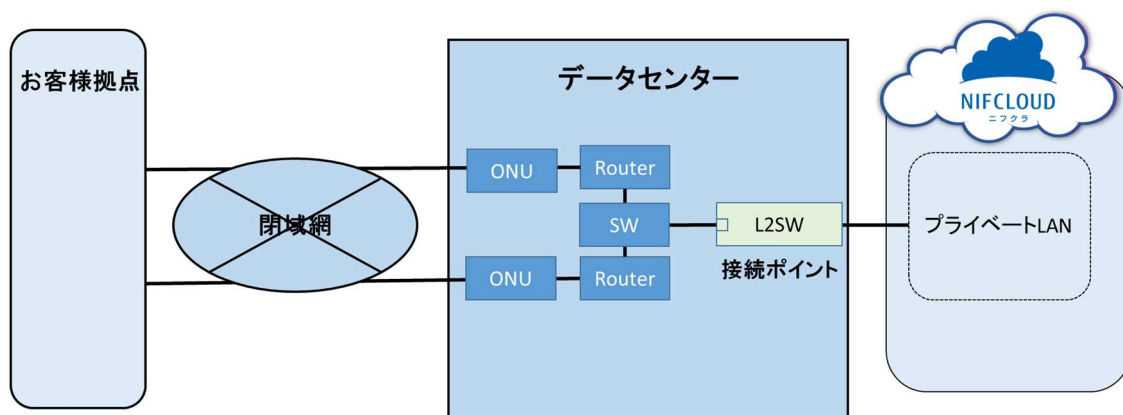 お客様拠点
閉域網
データセンター
ONU
Router
SW
ONU
Router
L2SW
接続ポイント
NIFCLOUD
ニフクラ
プライベートLAN